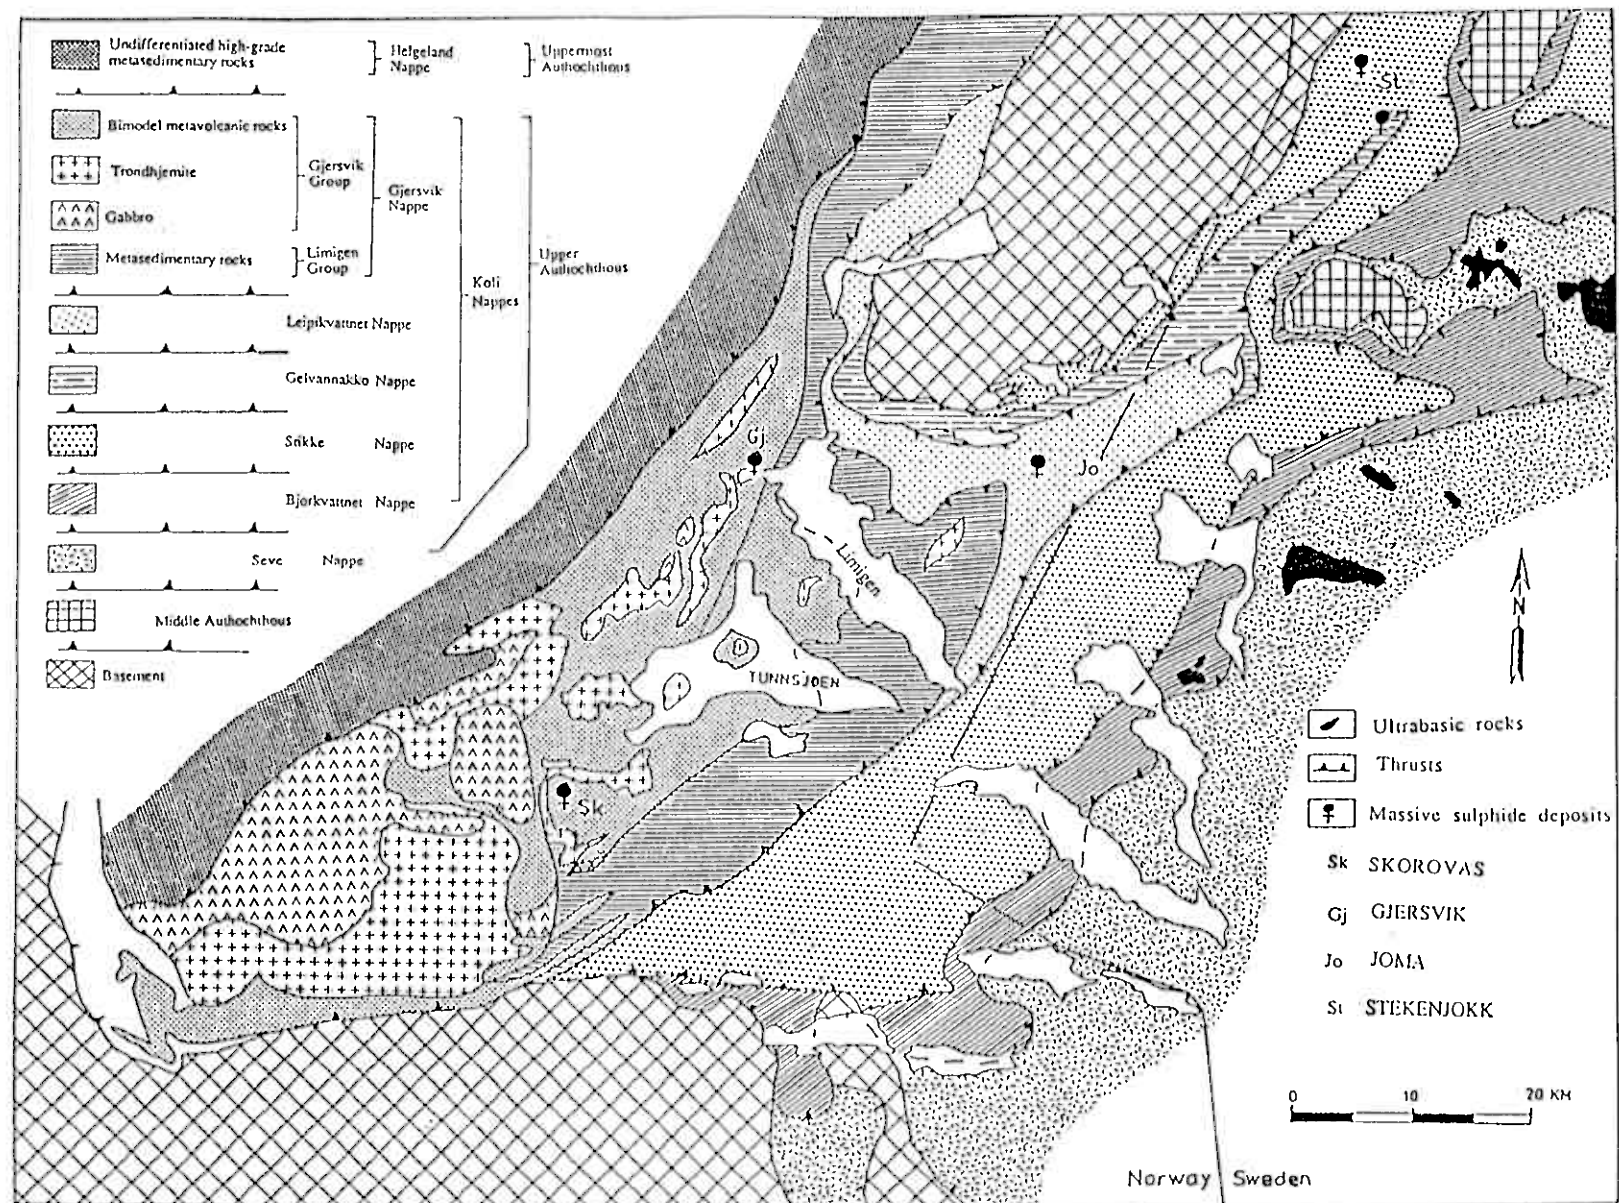 Undifferentiated high-grade
metasedimentary rocks
Helgeland
Nappe
Uppermost
Authochthous
Bimodel metavolcanic rocks
Trondhjemite
Gabbro
Gjersvik
Group
Gjersvik
Nappe
Metasedimentary rocks
Limigen
Group
Koli
Nappes
Upper
Authochthous
Leipikvattnet Nappe
Gelvannakko Nappe
Stikke Nappe
Bjorkvattnet Nappe
Seve Nappe
Middle Authochthous
Basement
St
Gj
Jo
Limigen
TUNNSJOEN
Sk
N
Ultrabasic rocks
Thrusts
Massive sulphide deposits
Sk SKOROVAS
Gj GJERSVIK
Jo JOMA
St STEKENJOKK
0 10 20 KM
Norway Sweden